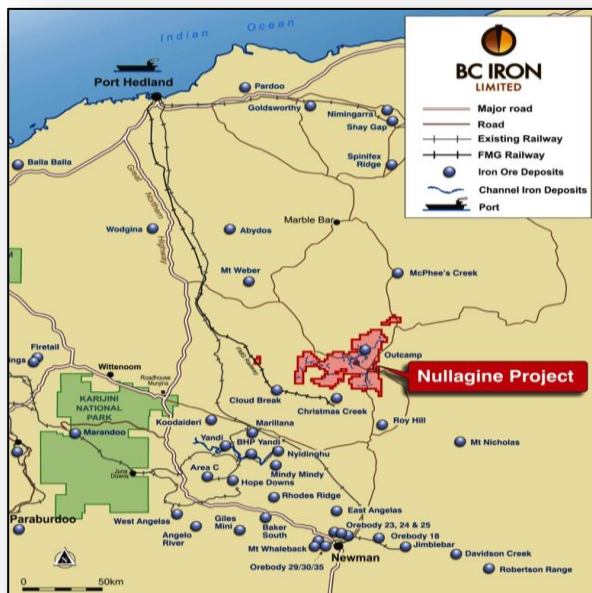 Indian Ocean
Port Hedland
Pardoo
Goldsworthy
Nimingarra
Shay Gap
Balla Balla
Spinifex
Ridge
Great Northern Highway
Wodgina
Abydos
Marble Bar
Mt Weber
McPhee's Creek
Outcamp
Nullagine Project
Firetail
ings
Wittenoom
Roadhouse
Munjina
FMG Railway
Cloud Break
Christmas Creek
KARIJINI
NATIONAL
PARK
Koodaideri
Marillana
Roy Hill
Marandoo
Yandi
BHP Yandi
Nyidinghu
Mt Nicholas
Juna
Downs
Area C
Mindy Mindy
Hope Downs
Rhodes Ridge
Paraburdoo
West Angelas
Angelo
River
Giles
Mini
Baker
South
East Angelas
Orebody 23, 24 & 25
Orebody 18
Mt Whaleback
Newman
Jimblebar
Orebody 29/30/35
Davidson Creek
Robertson Range
0 50km
BC IRON
LIMITED
Major road
Road
Existing Railway
FMG Railway
Iron Ore Deposits
Channel Iron Deposits
Port